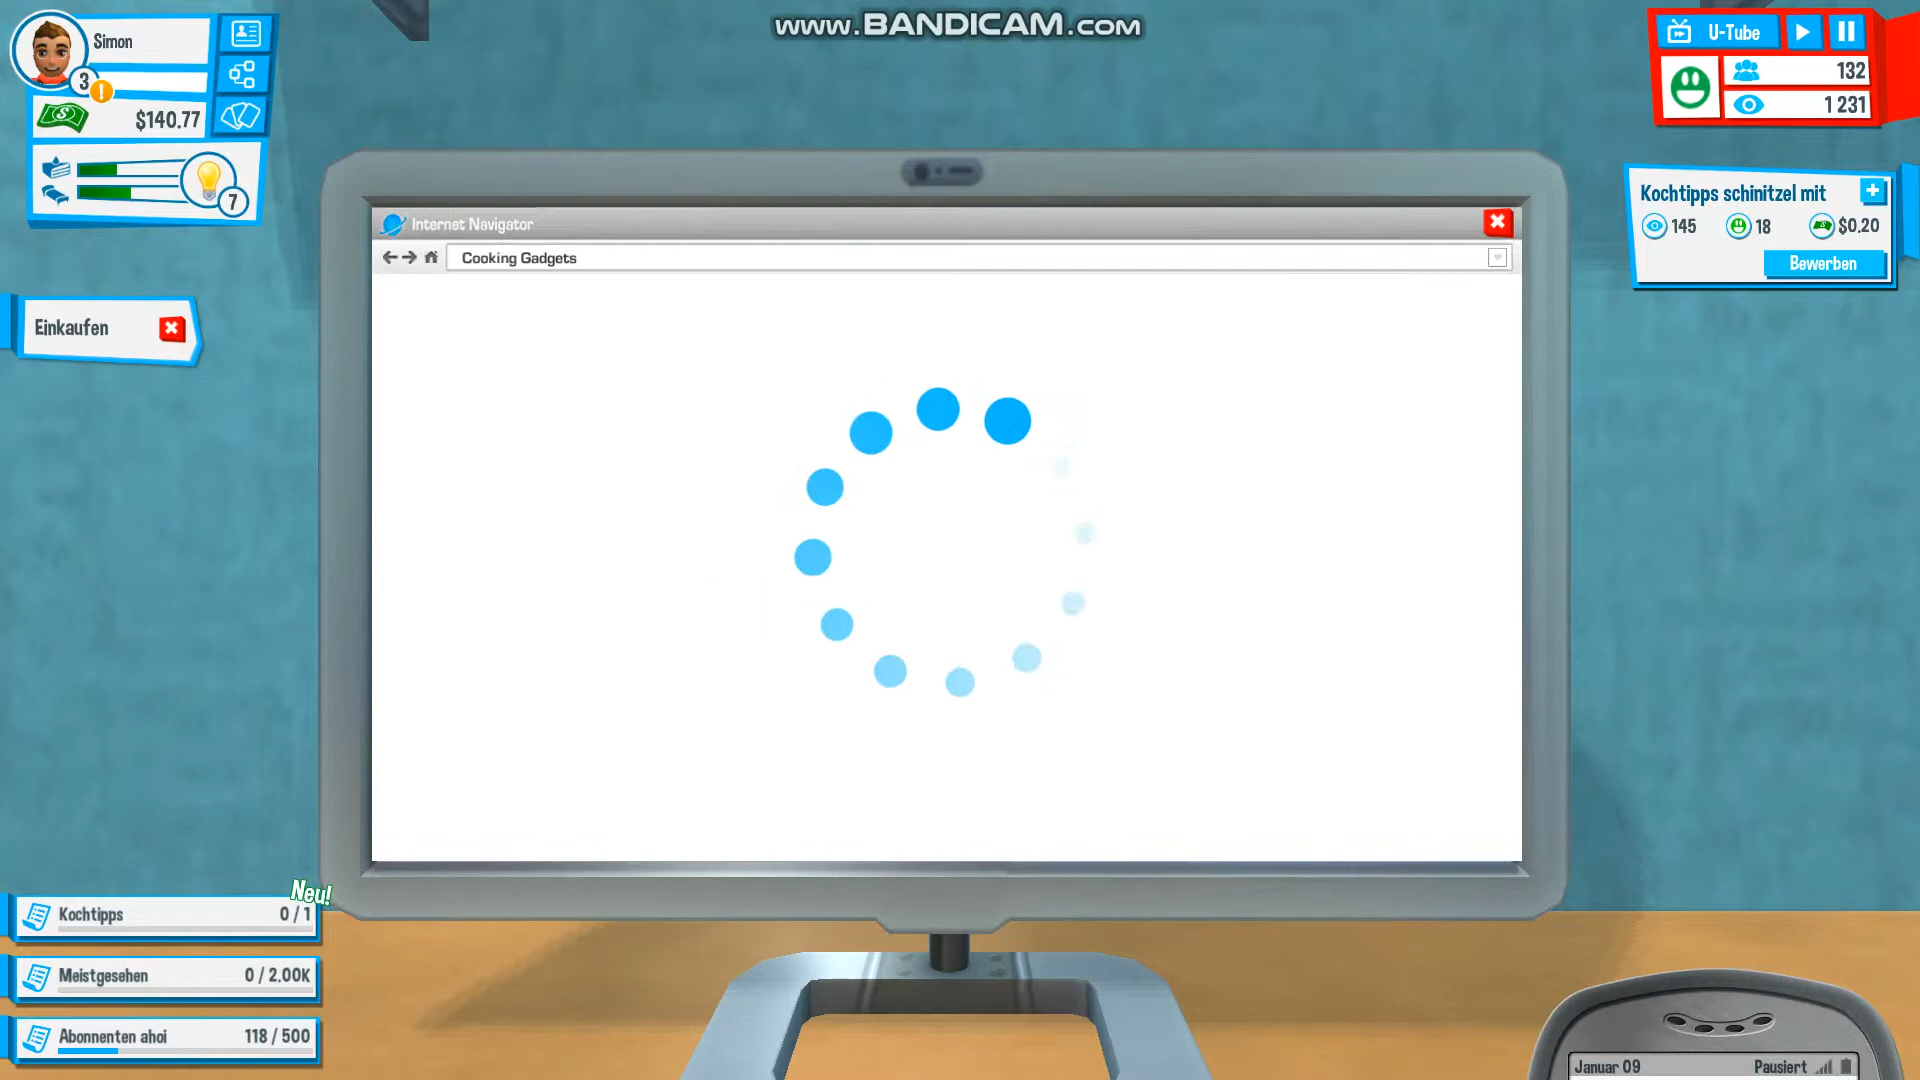 www.BANDICAM.com
Simon
3
!
$140.77
7
U-Tube
132
1 231
Kochtipps schinitzel mit
145
18
$0.20
Bewerben
Einkaufen
Internet Navigator
Cooking Gadgets
Neu!
Kochtipps
0 / 1
Meistgesehen
0 / 2.00K
Abonnenten ahoi
118 / 500
Januar 09
Pausiert